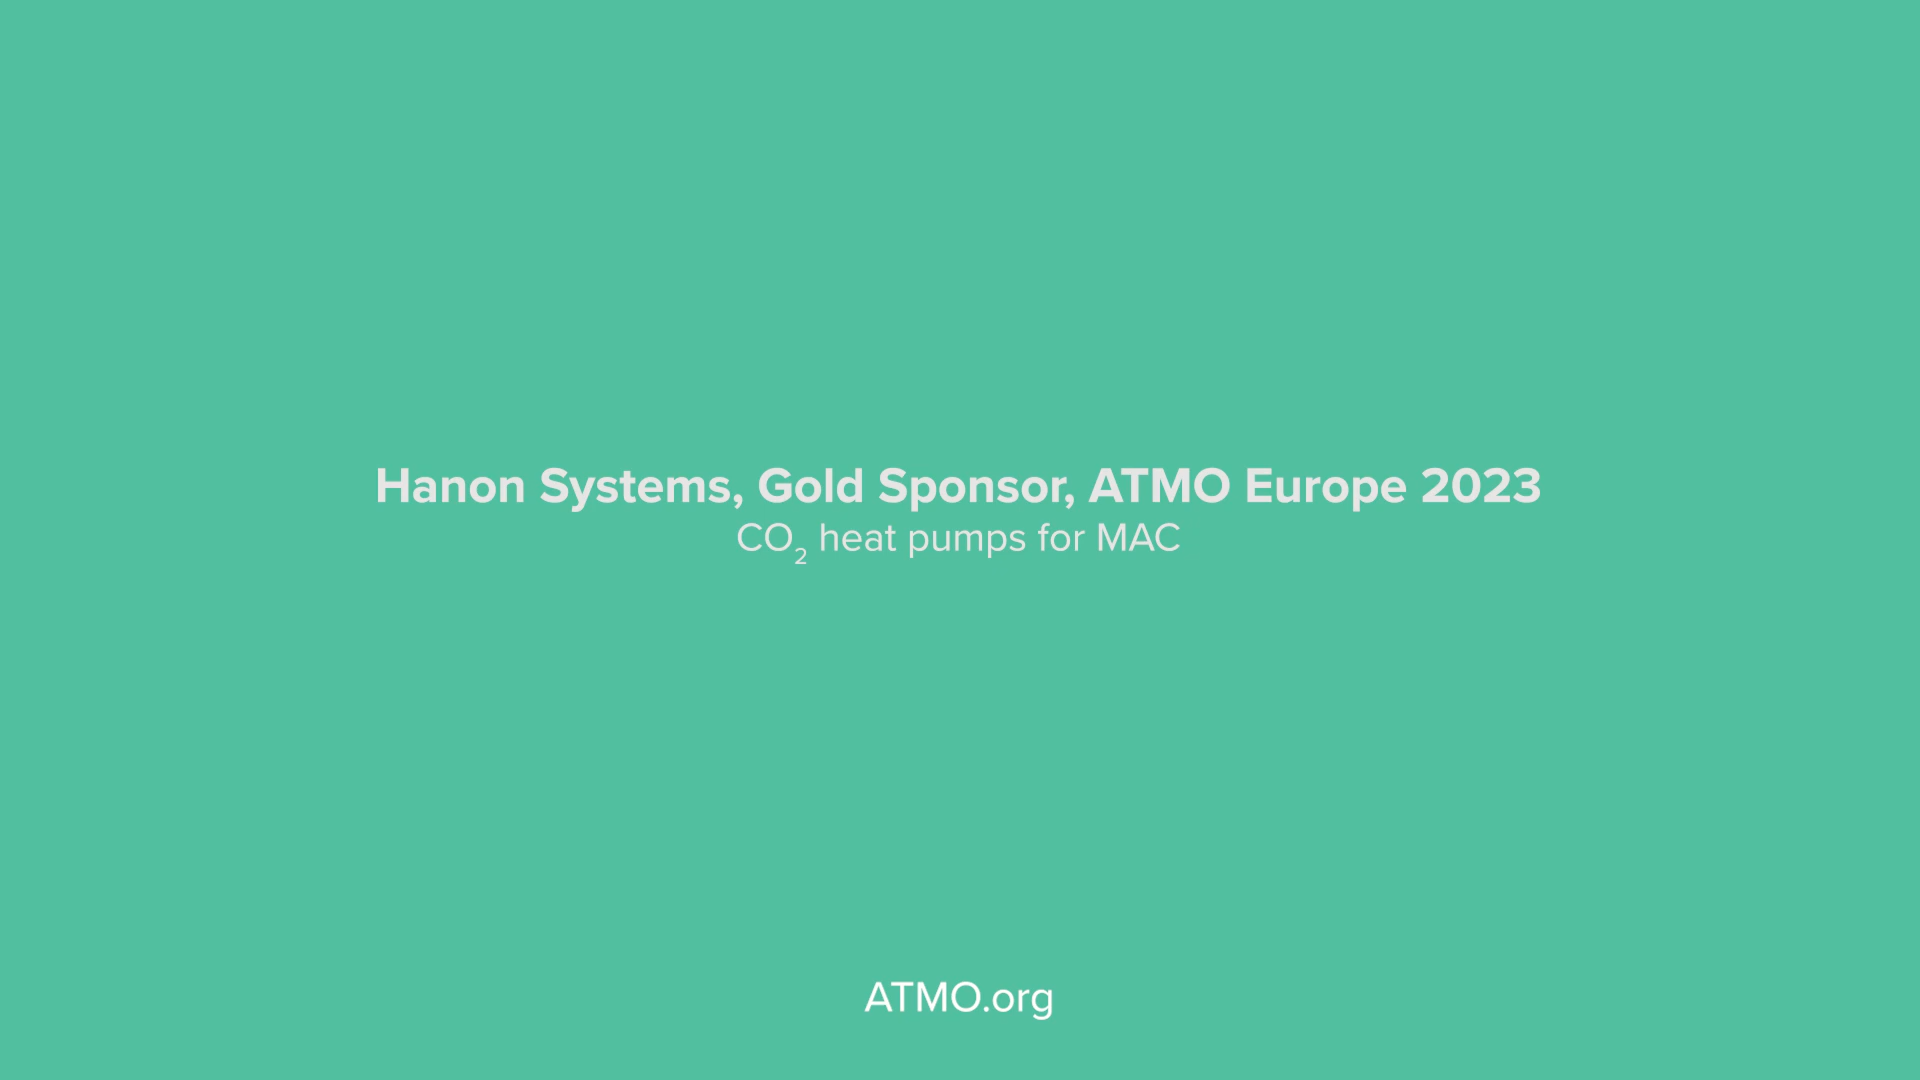 Hanon Systems, Gold Sponsor, ATMO Europe 2023
CO₂ heat pumps for MAC
ATMO.org